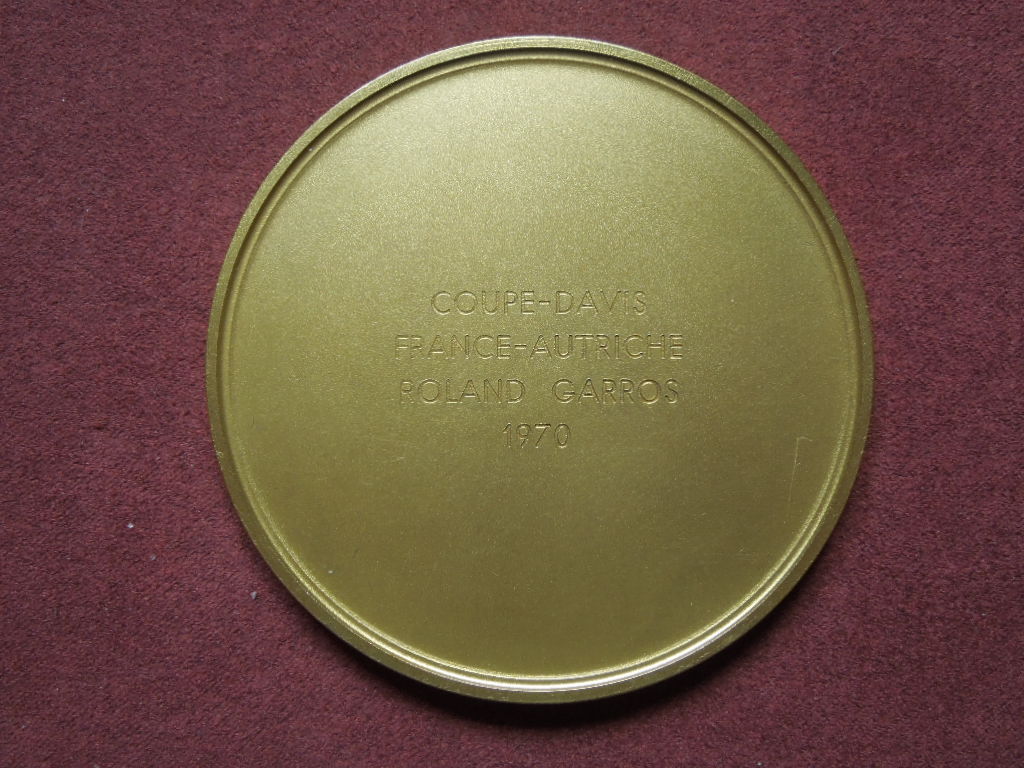 COUPE-DAVIS
FRANCE-AUTRICHE
ROLAND GARROS
1970